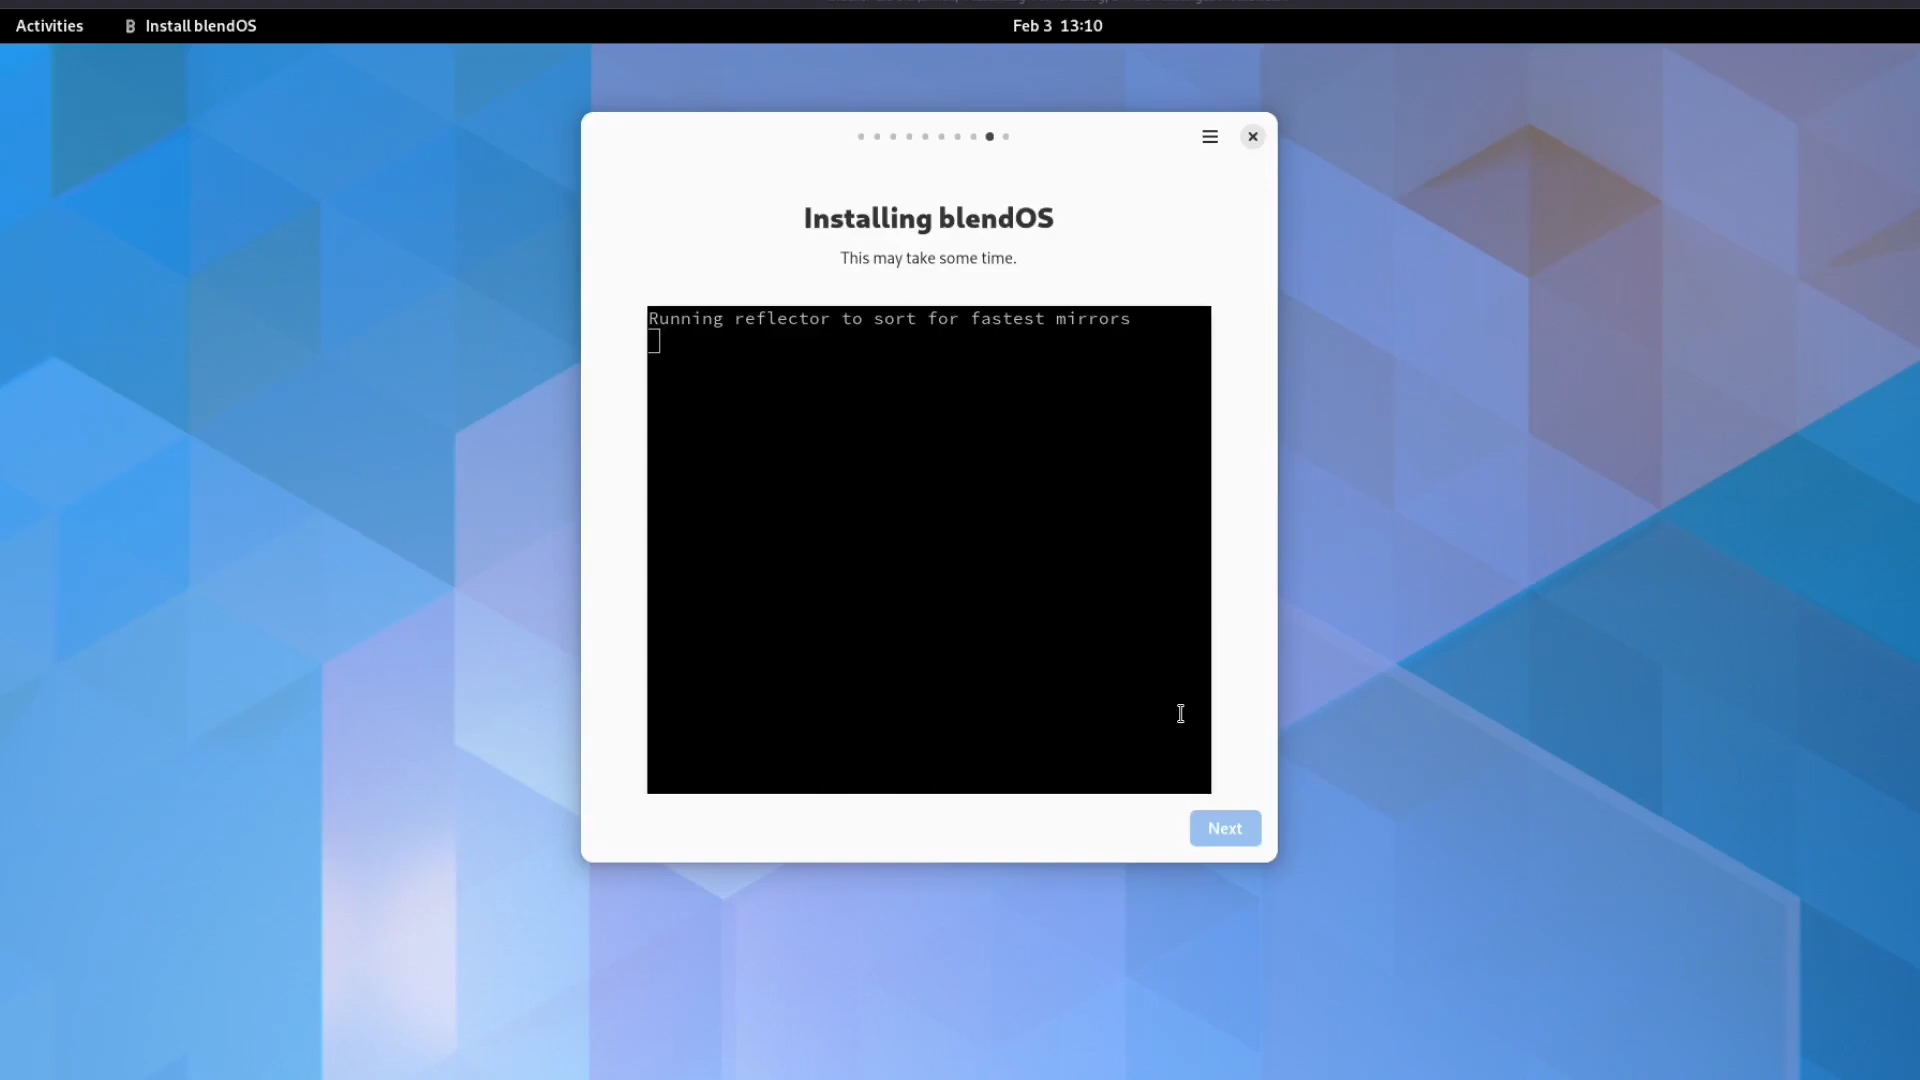 Activities
B Install blendOS
Feb 3 13:10
Installing blendOS
This may take some time.
Running reflector to sort for fastest mirrors
Next